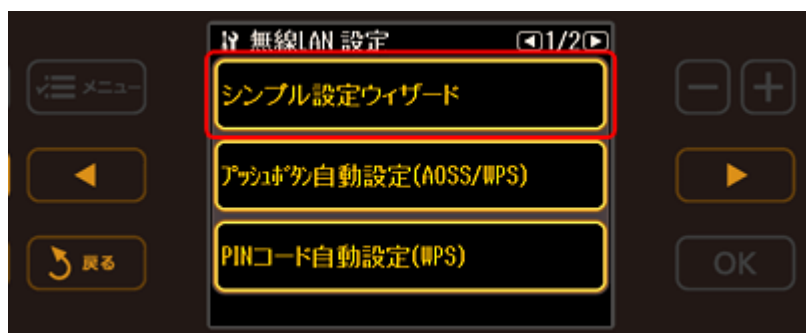 無線LAN 設定 1/2
メニュー
シンプル設定ウィザード
プッシュボタン自動設定(AOSS/WPS)
戻る
PINコード自動設定(WPS)
OK